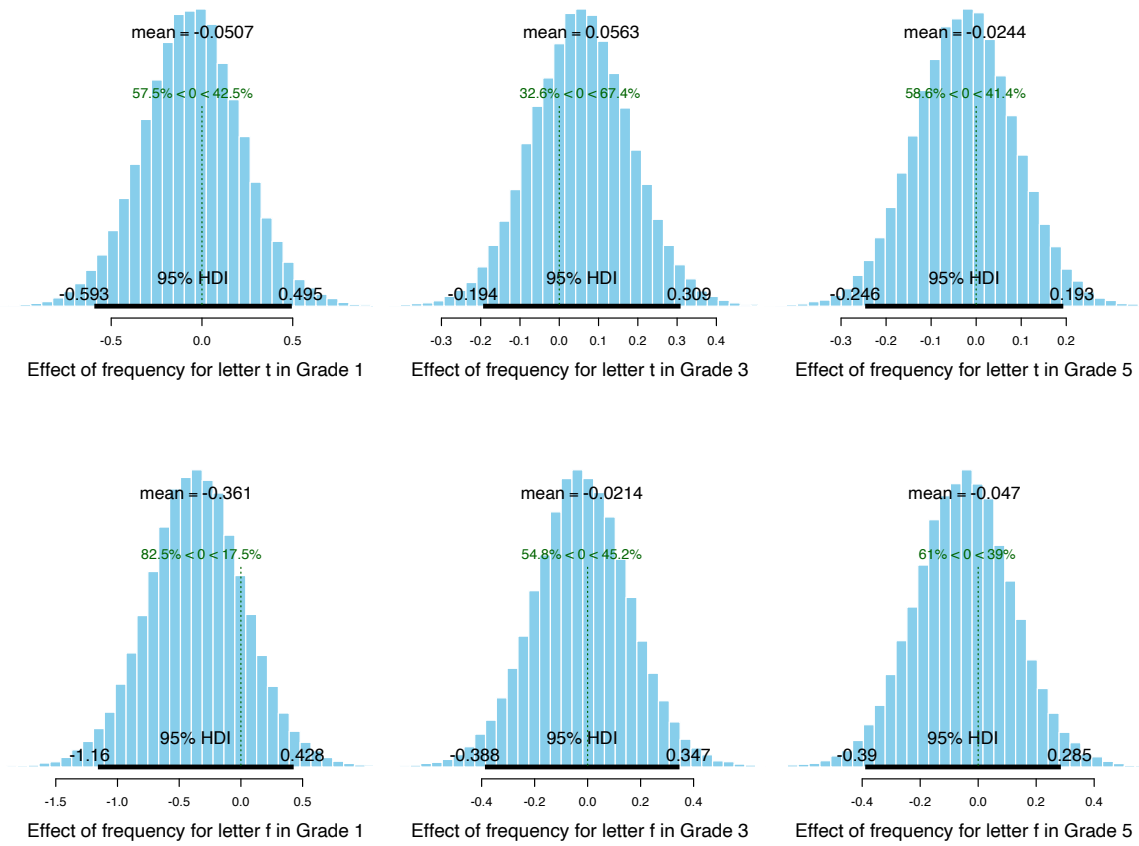 mean = -0.0507
57.5% < 0 < 42.5%
95% HDI
-0.593 0.495
-0.5 0.0 0.5
Effect of frequency for letter t in Grade 1
mean = 0.0563
32.6% < 0 < 67.4%
95% HDI
-0.194 0.309
-0.3 -0.2 -0.1 0.0 0.1 0.2 0.3 0.4
Effect of frequency for letter t in Grade 3
mean = -0.0244
58.6% < 0 < 41.4%
95% HDI
-0.246 0.193
-0.3 -0.2 -0.1 0.0 0.1 0.2
Effect of frequency for letter t in Grade 5
mean = -0.361
82.5% < 0 < 17.5%
95% HDI
-1.16 0.428
-1.5 -1.0 -0.5 0.0 0.5
Effect of frequency for letter f in Grade 1
mean = -0.0214
54.8% < 0 < 45.2%
95% HDI
-0.388 0.347
-0.4 -0.2 0.0 0.2 0.4
Effect of frequency for letter f in Grade 3
mean = -0.047
61% < 0 < 39%
95% HDI
-0.39 0.285
-0.4 -0.2 0.0 0.2 0.4
Effect of frequency for letter f in Grade 5